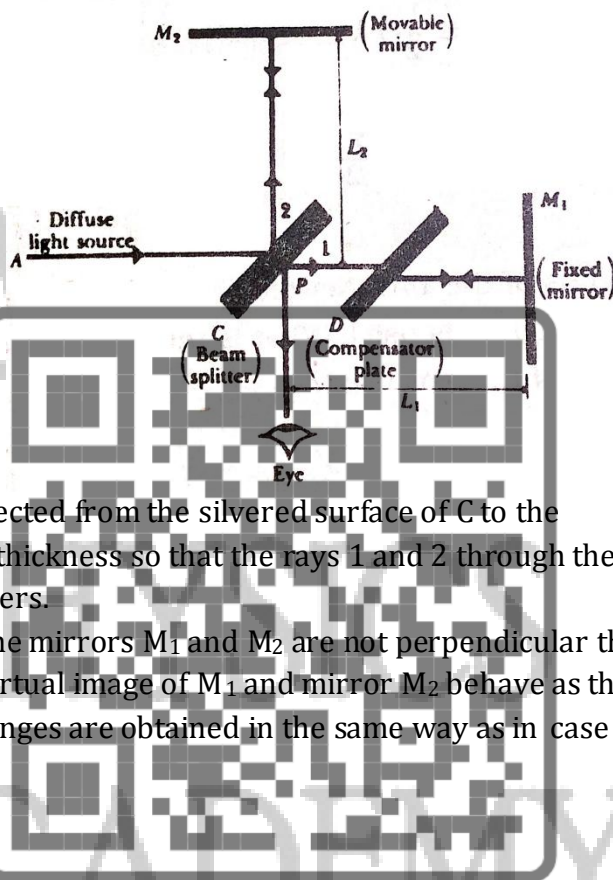 M₂
(Movable mirror)
L₂
M₁
Diffuse light source
A
2
1
P
(Fixed mirror)
C
(Beam splitter)
D
(Compensator plate)
L₁
Eye
ected from the silvered surface of C to the
thickness so that the rays 1 and 2 through the
ers.
ne mirrors M₁ and M₂ are not perpendicular th
rtual image of M₁ and mirror M₂ behave as th
nges are obtained in the same way as in case
CADEMY